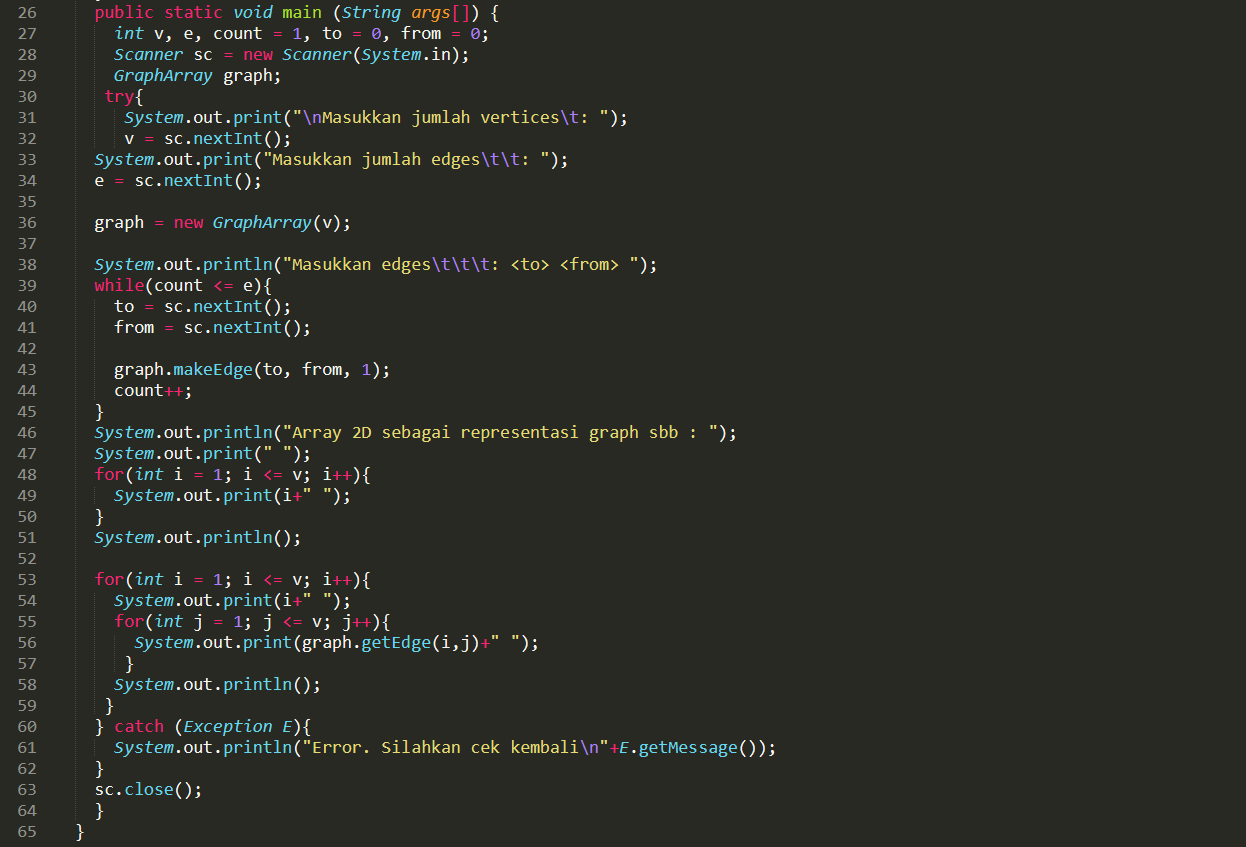 26 public static void main (String args[]) {
27 int v, e, count = 1, to = 0, from = 0;
28 Scanner sc = new Scanner(System.in);
29 GraphArray graph;
30 try{
31 System.out.print("\nMasukkan jumlah vertices\t: ");
32 v = sc.nextInt();
33 System.out.print("Masukkan jumlah edges\t\t: ");
34 e = sc.nextInt();
35
36 graph = new GraphArray(v);
37
38 System.out.println("Masukkan edges\t\t\t: <to> <from> ");
39 while(count <= e){
40 to = sc.nextInt();
41 from = sc.nextInt();
42
43 graph.makeEdge(to, from, 1);
44 count++;
45 }
46 System.out.println("Array 2D sebagai representasi graph sbb : ");
47 System.out.print(" ");
48 for(int i = 1; i <= v; i++){
49 System.out.print(i+" ");
50 }
51 System.out.println();
52
53 for(int i = 1; i <= v; i++){
54 System.out.print(i+" ");
55 for(int j = 1; j <= v; j++){
56 System.out.print(graph.getEdge(i,j)+" ");
57 }
58 System.out.println();
59 }
60 } catch (Exception E){
61 System.out.println("Error. Silahkan cek kembali\n"+E.getMessage());
62 }
63 sc.close();
64 }
65 }